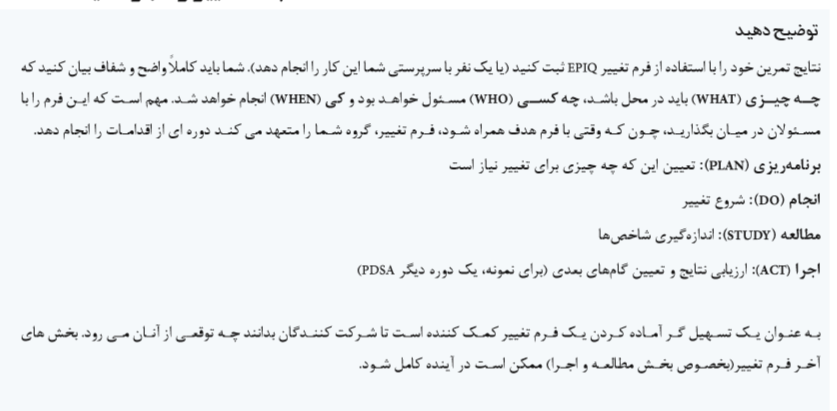 توضیح دهید
نتایج تمرین خود را با استفاده از فرم تغییر EPIQ ثبت کنید (یا یک نفر با سرپرستی شما این کار را انجام دهد). شما باید کاملاً واضح و شفاف بیان کنید که
چـه چیـزی (WHAT) باید در محل باشـد، چه کسـی (WHO) مسـئول خواهـد بود و کی (WHEN) انجام خواهد شـد. مهم است که این فـرم را با
مسـئولان در میـان بگذاریـد، چـون کـه وقتی با فرم هدف همراه شـود، فـرم تغییر، گروه شـما را متعهد می کنـد دوره ای از اقدامـات را انجام دهد.
برنامه‌ریزی (PLAN): تعیین این که چه چیزی برای تغییر نیاز است
انجام (DO): شروع تغییر
مطالعه (STUDY): اندازه‌گیری شاخص‌ها
اجرا (ACT): ارزیابی نتایج و تعیین گام‌های بعدی (برای نمونه، یک دوره دیگر PDSA)
بـه عنـوان یـک تسـهیل گـر آمـاده کـردن یـک فـرم تغییـر کمـک کننده اسـت تا شـرکت کننـدگان بدانند چـه توقعـی از آنـان مـی رود. بخش های
آخـر فـرم تغییر(بخصوص بخـش مطالعـه و اجـرا) ممکن اسـت در آینده کامل شـود.